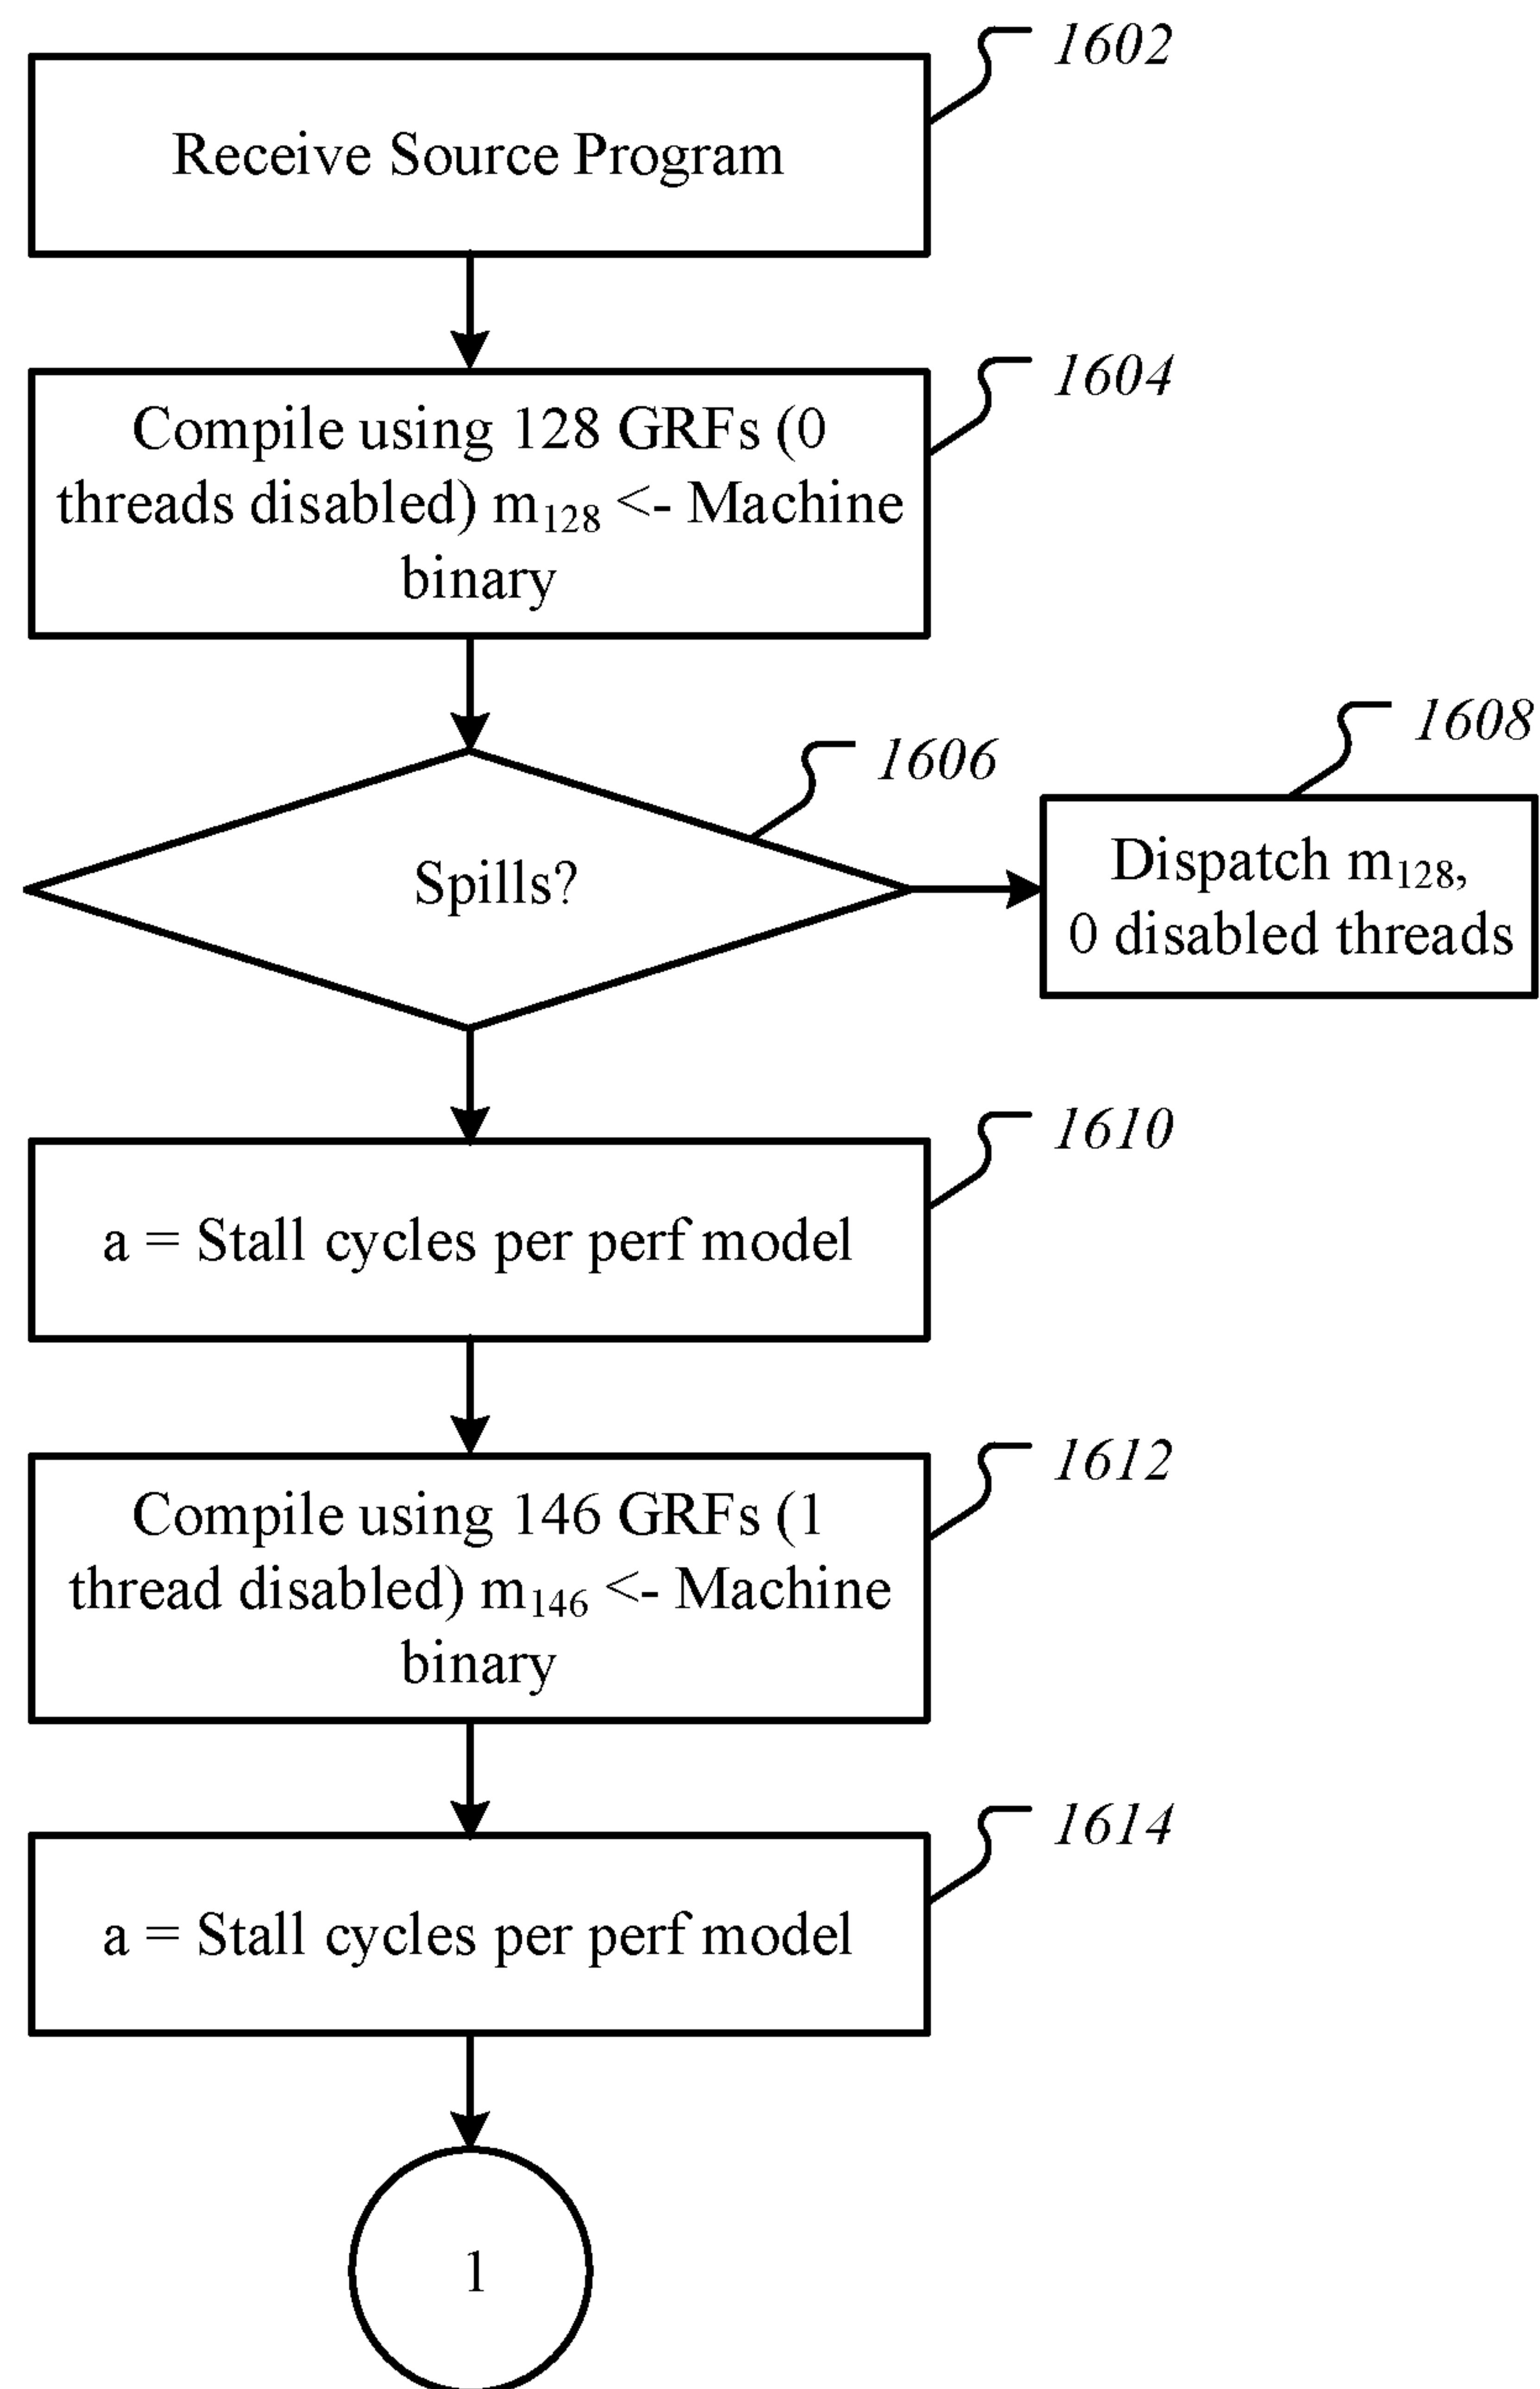 1602
Receive Source Program
1604
Compile using 128 GRFs (0
threads disabled) m₁₂₈ <- Machine
binary
1606
Spills?
1608
Dispatch m₁₂₈,
0 disabled threads
1610
a = Stall cycles per perf model
1612
Compile using 146 GRFs (1
thread disabled) m₁₄₆ <- Machine
binary
1614
a = Stall cycles per perf model
1